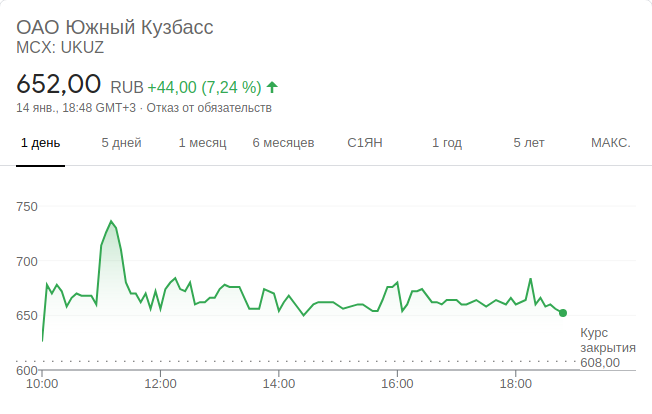 ОАО Южный Кузбасс
MCX: UKUZ
652,00 RUB +44,00 (7,24 %)
14 янв., 18:48 GMT+3 · Отказ от обязательств
1 день 5 дней 1 месяц 6 месяцев С1ЯН 1 год 5 лет МАКС.
750
700
650
600
Курс
закрытия
608,00
10:00 12:00 14:00 16:00 18:00